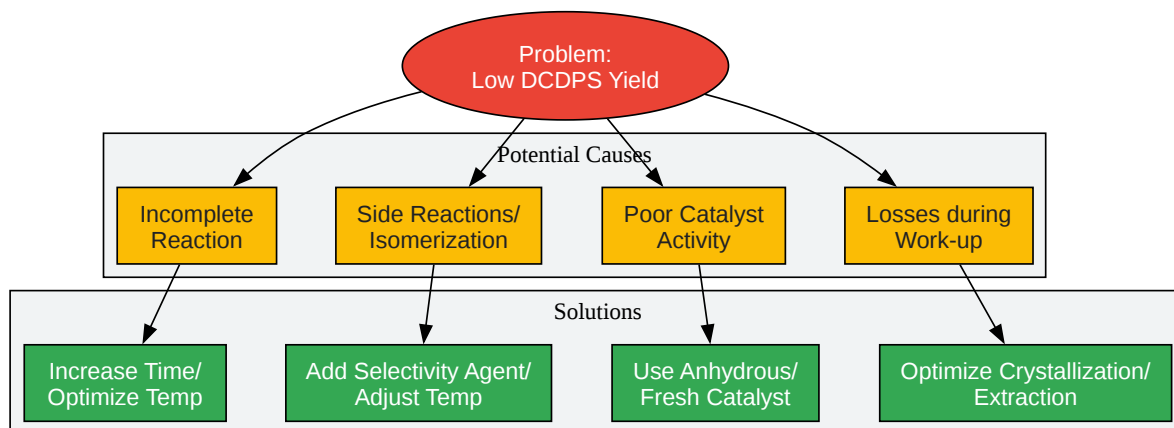 Problem:
Low DCDPS Yield
Potential Causes
Incomplete
Reaction
Side Reactions/
Isomerization
Poor Catalyst
Activity
Losses during
Work-up
Solutions
Increase Time/
Optimize Temp
Add Selectivity Agent/
Adjust Temp
Use Anhydrous/
Fresh Catalyst
Optimize Crystallization/
Extraction